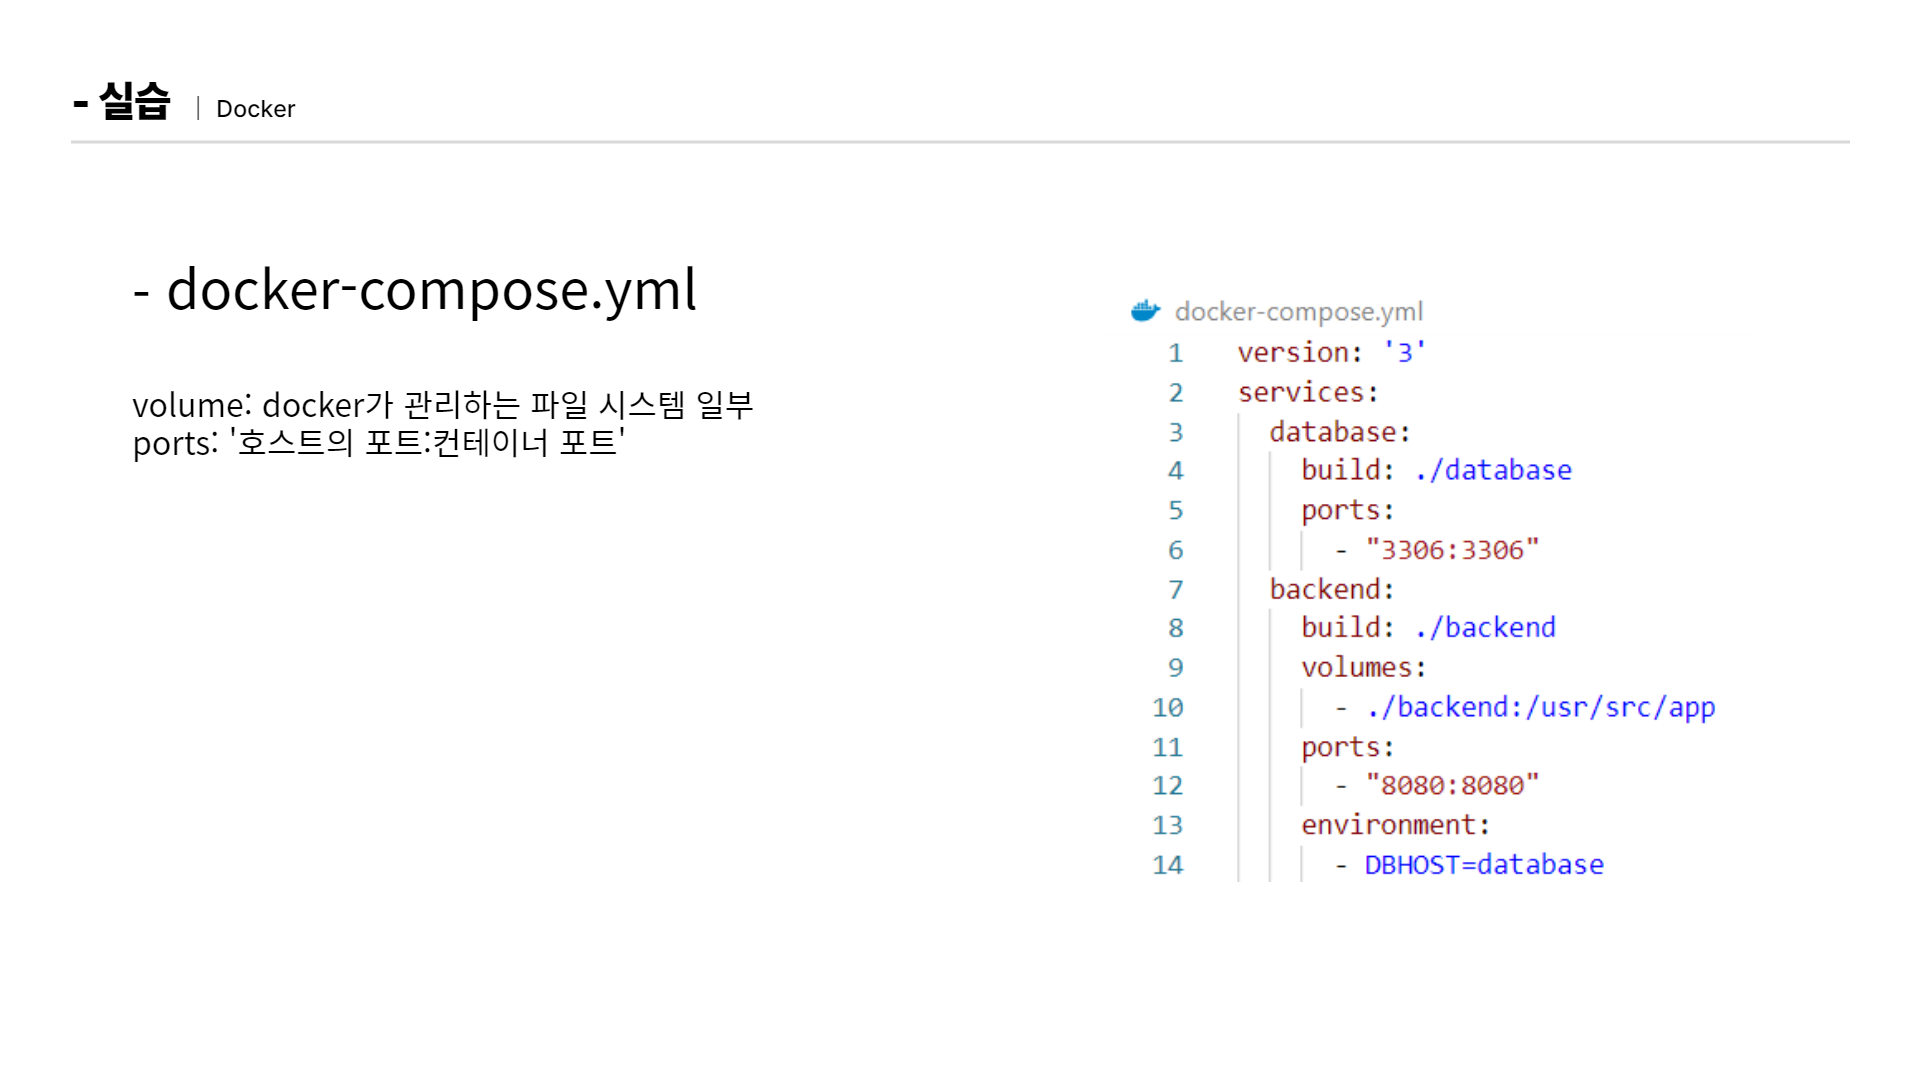 - 실습 | Docker
- docker-compose.yml
volume: docker가 관리하는 파일 시스템 일부
ports: '호스트의 포트:컨테이너 포트'
docker-compose.yml
1 version: '3'
2 services:
3   database:
4     build: ./database
5     ports:
6       - "3306:3306"
7   backend:
8     build: ./backend
9     volumes:
10       - ./backend:/usr/src/app
11     ports:
12       - "8080:8080"
13     environment:
14       - DBHOST=database